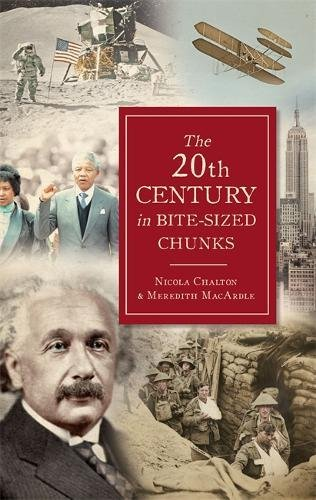 The
20th
CENTURY
in BITE-SIZED
CHUNKS
NICOLA CHALTON
& MEREDITH MACARDLE